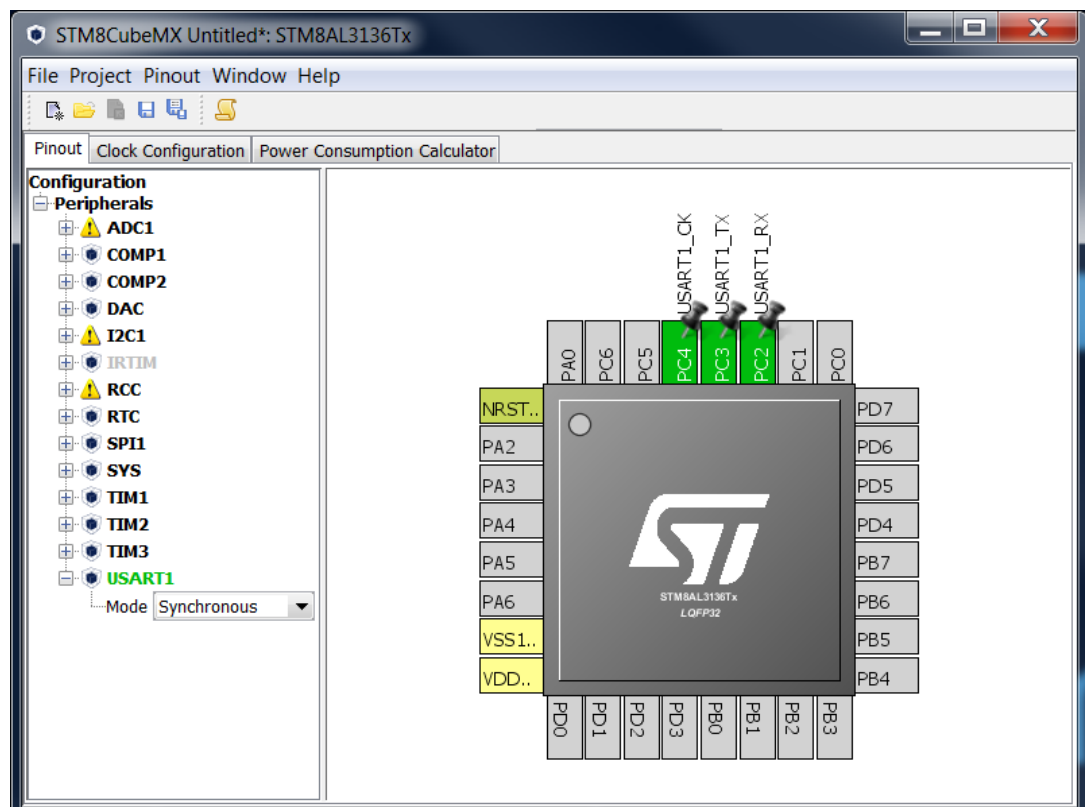 STM8CubeMX Untitled*: STM8AL3136Tx
File Project Pinout Window Help
Pinout Clock Configuration Power Consumption Calculator
Configuration
Peripherals
ADC1
COMP1
COMP2
DAC
I2C1
IRTIM
RCC
RTC
SPI1
SYS
TIM1
TIM2
TIM3
USART1
Mode Synchronous
USART1_CK
USART1_TX
USART1_RX
PA0
PC6
PC5
PC4
PC3
PC2
PC1
PC0
NRST..
PA2
PA3
PA4
PA5
PA6
VSS1..
VDD..
PD7
PD6
PD5
PD4
PB7
PB6
PB5
PB4
ST
STM8AL3136Tx
LQFP32
PD0
PD1
PD2
PD3
PB0
PB1
PB2
PB3